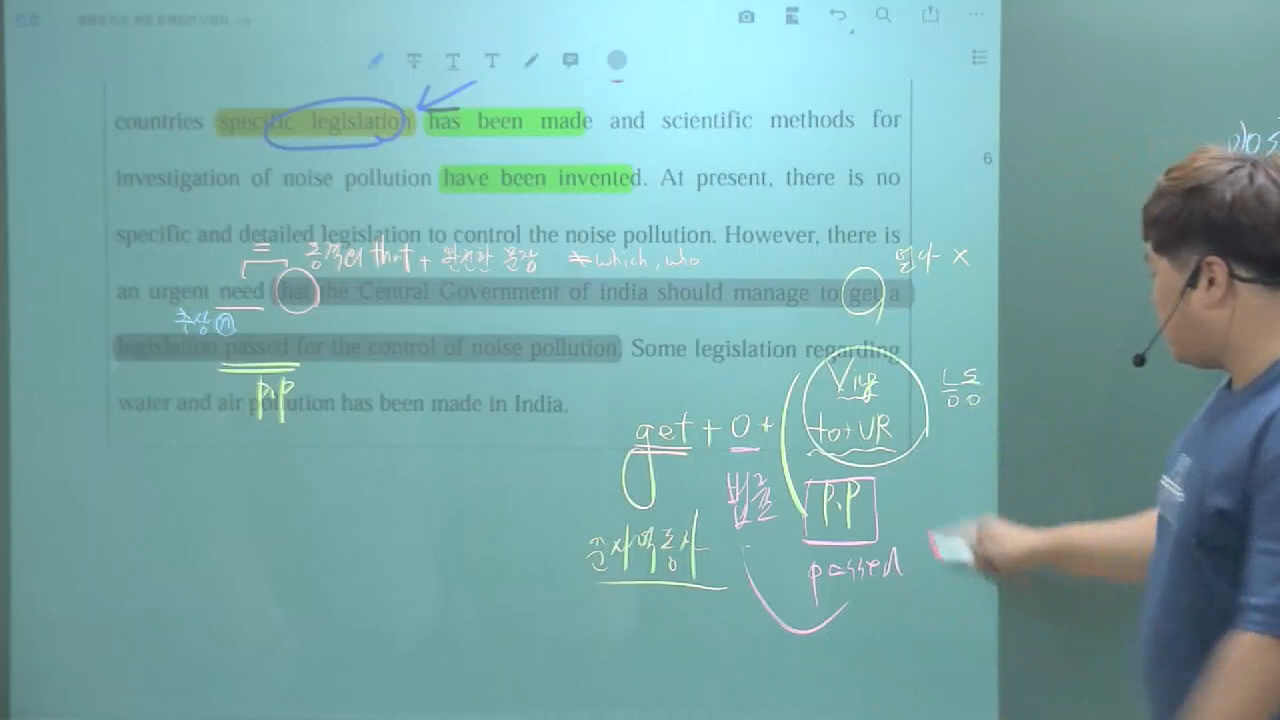 countries specific legislation has been made and scientific methods for
6
investigation of noise pollution have been invented. At present, there is no
specific and detailed legislation to control the noise pollution. However, there is
동격의 that + 완전한 문장 ≠ which, who
얻다 X
an urgent need that the Central Government of india should manage to get a
추상 n
legislation passed for the control of noise pollution. Some legislation regarding
P.P
Ving
water and air pollution has been made in India.
get + O + to+VR
법률 P.P
준사역동사
passed